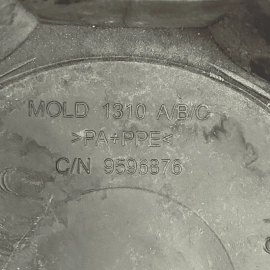 MOLD 1310 A/B/C
>PA+PPE<
C/N 9596876